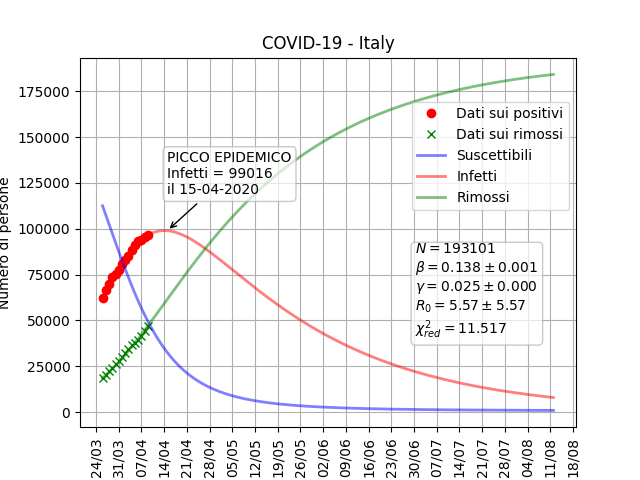 COVID-19 - Italy
Numero di persone
175000
150000
125000
100000
75000
50000
25000
0
PICCO EPIDEMICO
Infetti = 99016
il 15-04-2020
Dati sui positivi
Dati sui rimossi
Suscettibili
Infetti
Rimossi
N = 193101
β = 0.138 ± 0.001
γ = 0.025 ± 0.000
R₀ = 5.57 ± 5.57
χ²red = 11.517
24/03
31/03
07/04
14/04
21/04
28/04
05/05
12/05
19/05
26/05
02/06
09/06
16/06
23/06
30/06
07/07
14/07
21/07
28/07
04/08
11/08
18/08